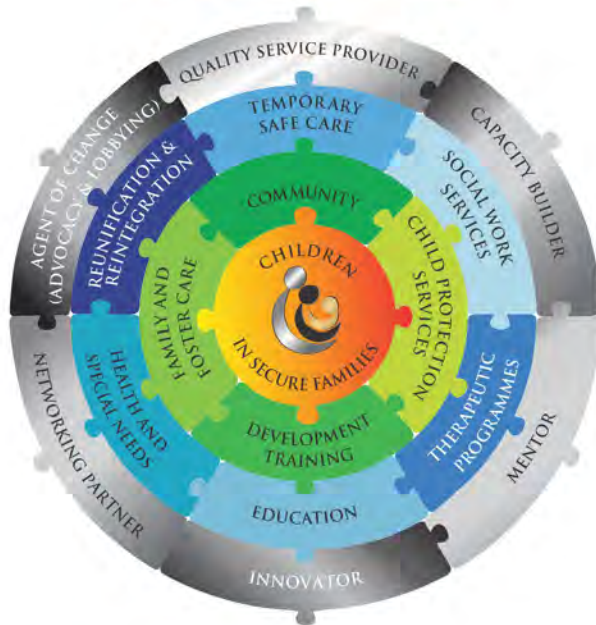 QUALITY SERVICE PROVIDER
CAPACITY BUILDER
MENTOR
INNOVATOR
NETWORKING PARTNER
AGENT OF CHANGE
(ADVOCACY & LOBBYING)
TEMPORARY
SAFE CARE
SOCIAL WORK
SERVICES
THERAPEUTIC
PROGRAMMES
EDUCATION
HEALTH AND
SPECIAL NEEDS
REUNIFICATION &
REINTEGRATION
COMMUNITY
CHILD PROTECTION
SERVICES
DEVELOPMENT
TRAINING
FAMILY AND
FOSTER CARE
CHILDREN
IN SECURE FAMILIES